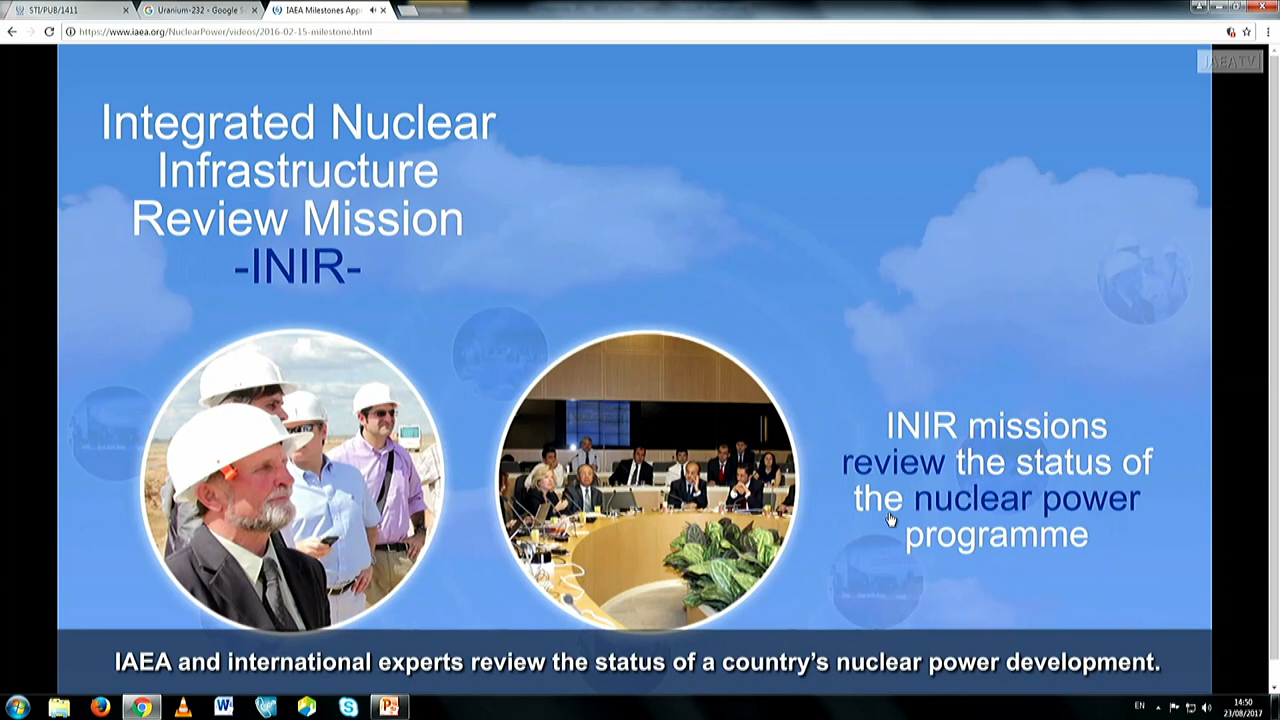 STI/PUB/1411
Uranium-232 - Google S
IAEA Milestones App
https://www.iaea.org/NuclearPower/videos/2016-02-15-milestone.html
IAEA TV
Integrated Nuclear
Infrastructure
Review Mission
-INIR-
INIR missions
review the status of
the nuclear power
programme
IAEA and international experts review the status of a country's nuclear power development.
EN
14:50
23/08/2017